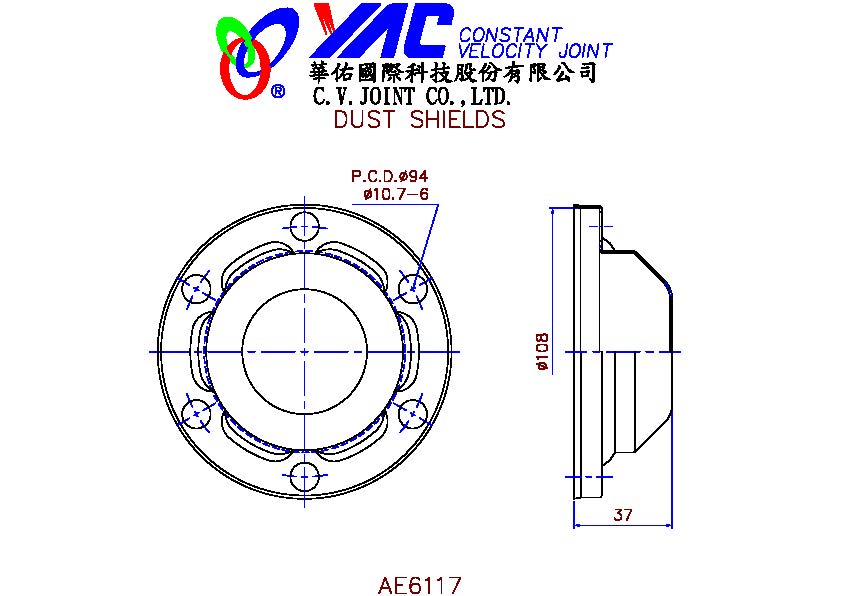 YAC CONSTANT
VELOCITY JOINT
®
華佑國際科技股份有限公司
C.V.JOINT CO.,LTD.
DUST SHIELDS
P.C.D.ø94
ø10.7-6
ø108
37
AE6117